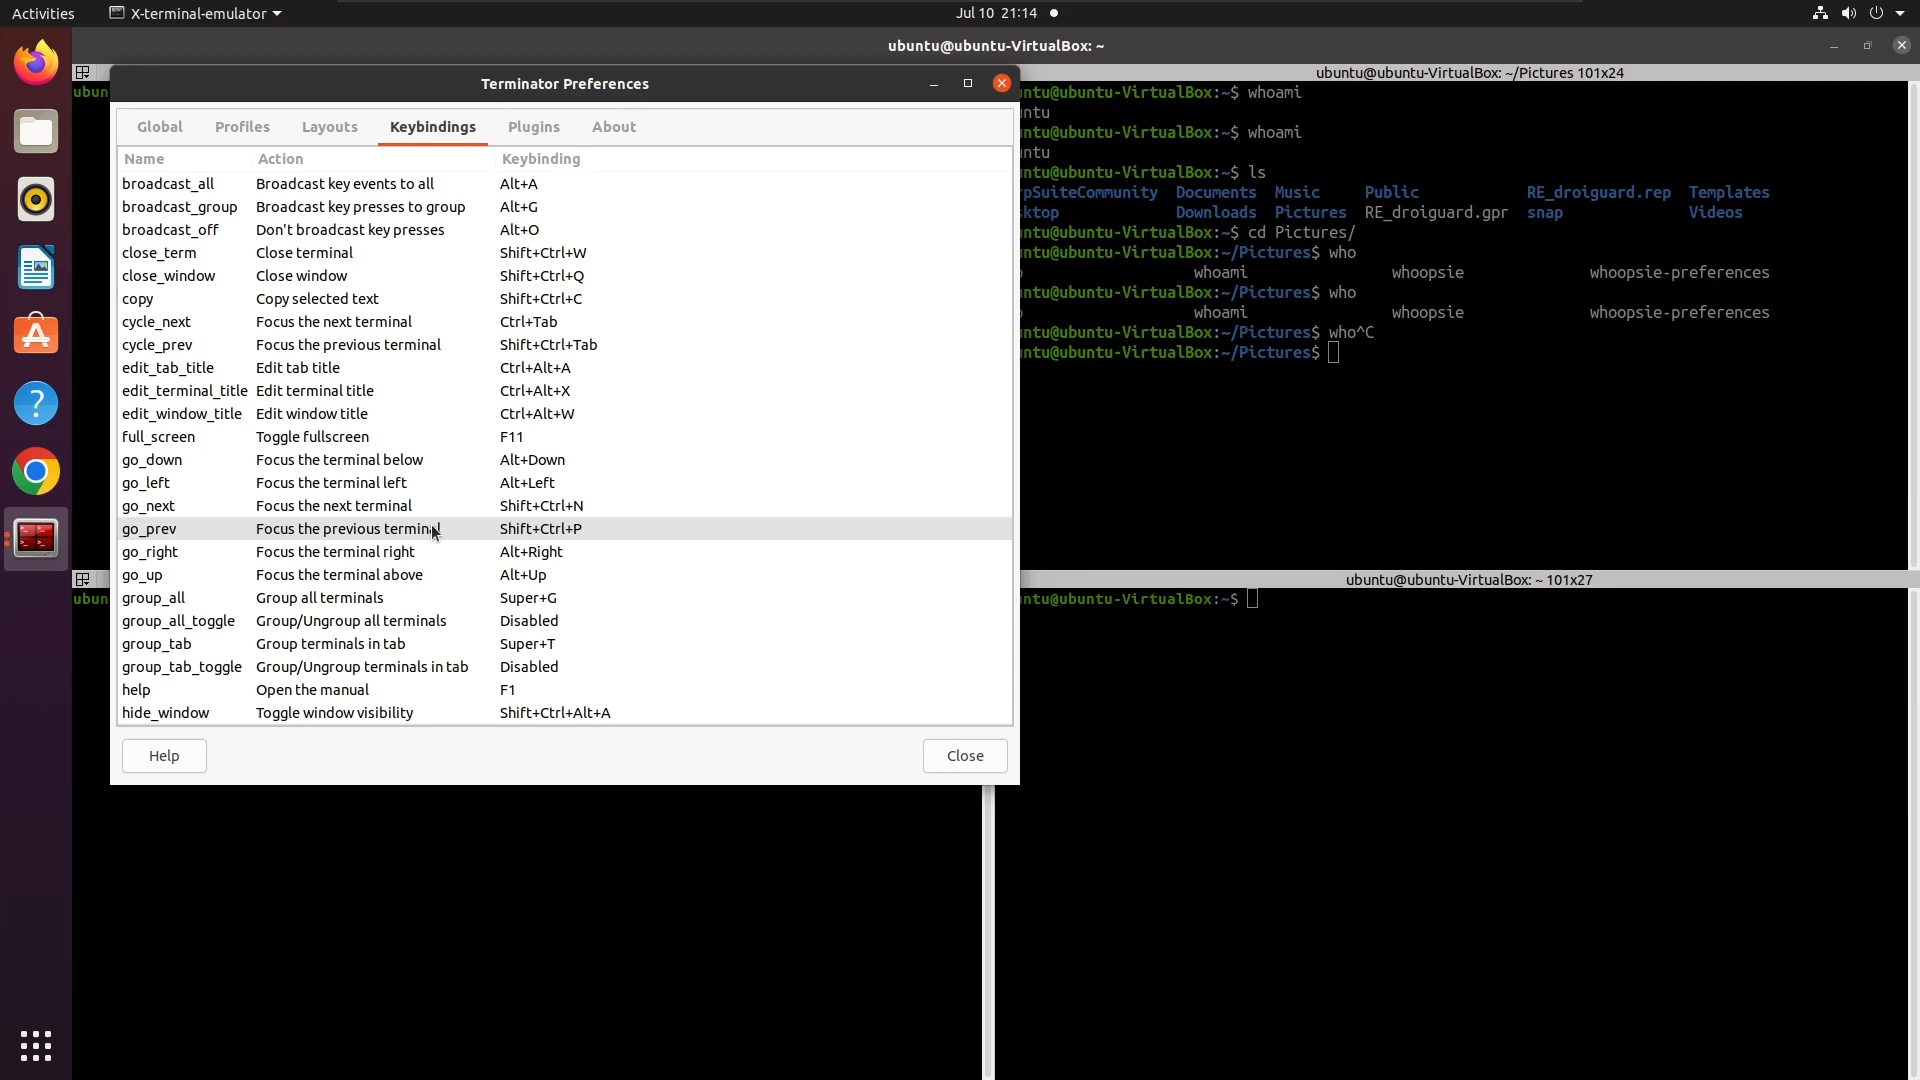 Activities X-terminal-emulator Jul 10 21:14
ubuntu@ubuntu-VirtualBox: ~
Terminator Preferences
Global Profiles Layouts Keybindings Plugins About
Name Action Keybinding
broadcast_all Broadcast key events to all Alt+A
broadcast_group Broadcast key presses to group Alt+G
broadcast_off Don't broadcast key presses Alt+O
close_term Close terminal Shift+Ctrl+W
close_window Close window Shift+Ctrl+Q
copy Copy selected text Shift+Ctrl+C
cycle_next Focus the next terminal Ctrl+Tab
cycle_prev Focus the previous terminal Shift+Ctrl+Tab
edit_tab_title Edit tab title Ctrl+Alt+A
edit_terminal_title Edit terminal title Ctrl+Alt+X
edit_window_title Edit window title Ctrl+Alt+W
full_screen Toggle fullscreen F11
go_down Focus the terminal below Alt+Down
go_left Focus the terminal left Alt+Left
go_next Focus the next terminal Shift+Ctrl+N
go_prev Focus the previous terminal Shift+Ctrl+P
go_right Focus the terminal right Alt+Right
go_up Focus the terminal above Alt+Up
group_all Group all terminals Super+G
group_all_toggle Group/Ungroup all terminals Disabled
group_tab Group terminals in tab Super+T
group_tab_toggle Group/Ungroup terminals in tab Disabled
help Open the manual F1
hide_window Toggle window visibility Shift+Ctrl+Alt+A
Help Close
ubun
ubun
ubuntu@ubuntu-VirtualBox: ~/Pictures 101x24
ntu@ubuntu-VirtualBox:~$ whoami
ntu
ntu@ubuntu-VirtualBox:~$ whoami
ntu
ntu@ubuntu-VirtualBox:~$ ls
rpSuiteCommunity Documents Music Public RE_droiguard.rep Templates
ktop Downloads Pictures RE_droiguard.gpr snap Videos
ntu@ubuntu-VirtualBox:~$ cd Pictures/
ntu@ubuntu-VirtualBox:~/Pictures$ who
whoami whoopsie whoopsie-preferences
ntu@ubuntu-VirtualBox:~/Pictures$ who
whoami whoopsie whoopsie-preferences
ntu@ubuntu-VirtualBox:~/Pictures$ who^C
ntu@ubuntu-VirtualBox:~/Pictures$
ubuntu@ubuntu-VirtualBox: ~ 101x27
ntu@ubuntu-VirtualBox:~$